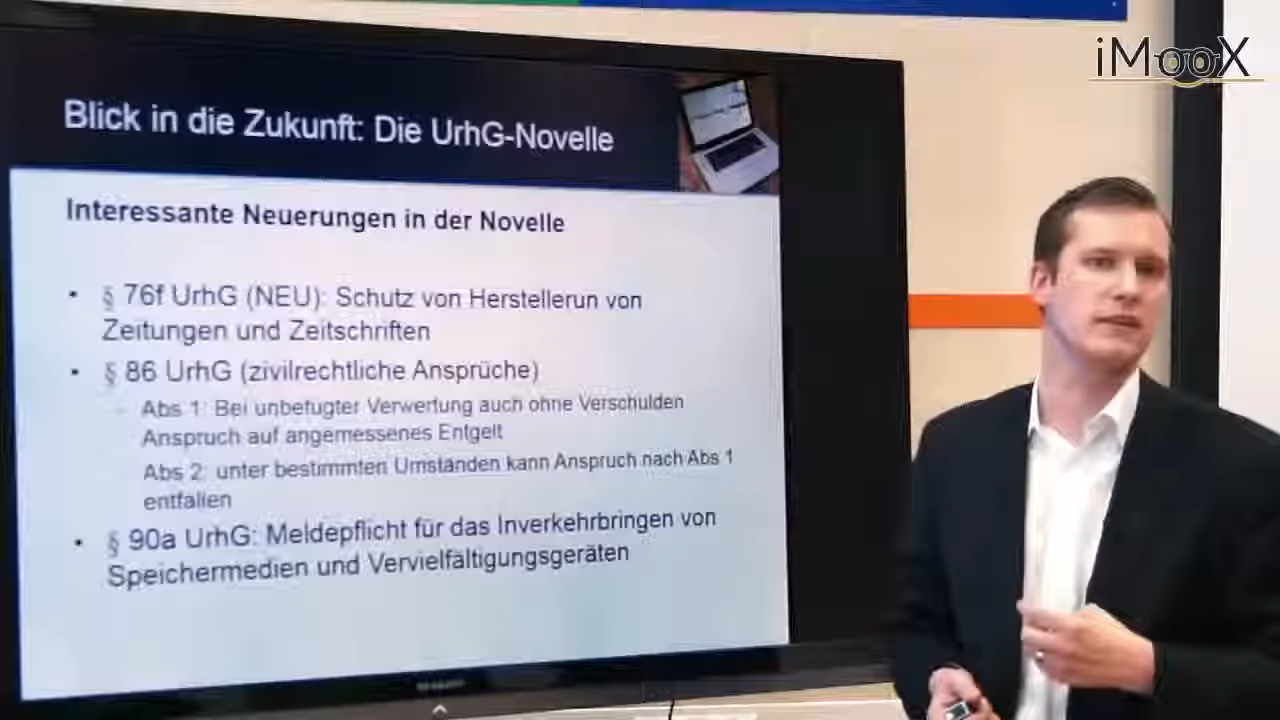 iMooX
Blick in die Zukunft: Die UrhG-Novelle
Interessante Neuerungen in der Novelle
• § 76f UrhG (NEU): Schutz von Herstellerun von
Zeitungen und Zeitschriften
• § 86 UrhG (zivilrechtliche Ansprüche)
– Abs 1: Bei unbefugter Verwertung auch ohne Verschulden
Anspruch auf angemessenes Entgelt
Abs 2: unter bestimmten Umständen kann Anspruch nach Abs 1
entfallen
• § 90a UrhG: Meldepflicht für das Inverkehrbringen von
Speichermedien und Vervielfältigungsgeräten